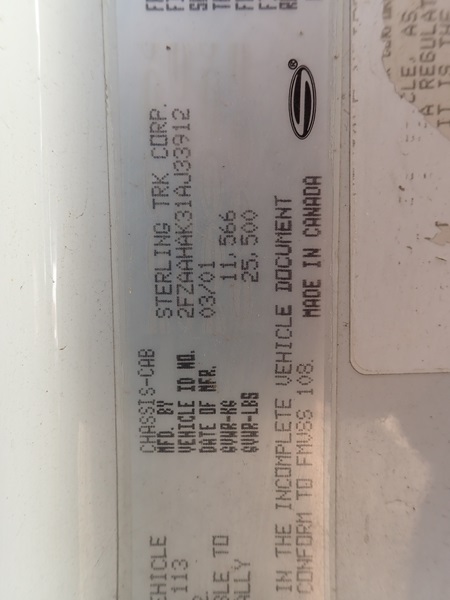 CHASSIS-CAB
MFD. BY STERLING TRK CORP.
VEHICLE ID NO. 2FZAAHAK31AJ33912
DATE OF MFR. 03/01
GVWR-KG 11,566
GVWR-LBS 25,500
IN THE INCOMPLETE VEHICLE DOCUMENT
CONFORM TO FMVSS 108.
MADE IN CANADA
®
EHICLE
113
BLE TO
ALLY
CLE, AS
A REGULAT
IT IS THE